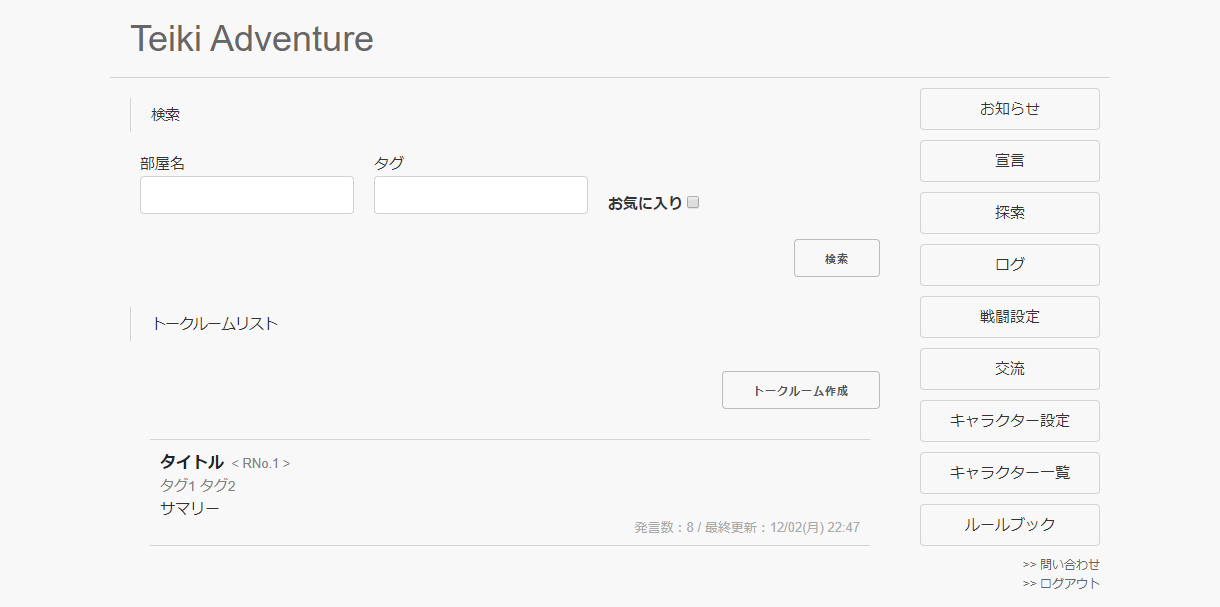 Teiki Adventure
検索
部屋名
タグ
お気に入り
検索
トークルームリスト
トークルーム作成
タイトル < RNo.1 >
タグ1 タグ2
サマリー
発言数：8 / 最終更新：12/02(月) 22:47
お知らせ
宣言
探索
ログ
戦闘設定
交流
キャラクター設定
キャラクター一覧
ルールブック
>> 問い合わせ
>> ログアウト